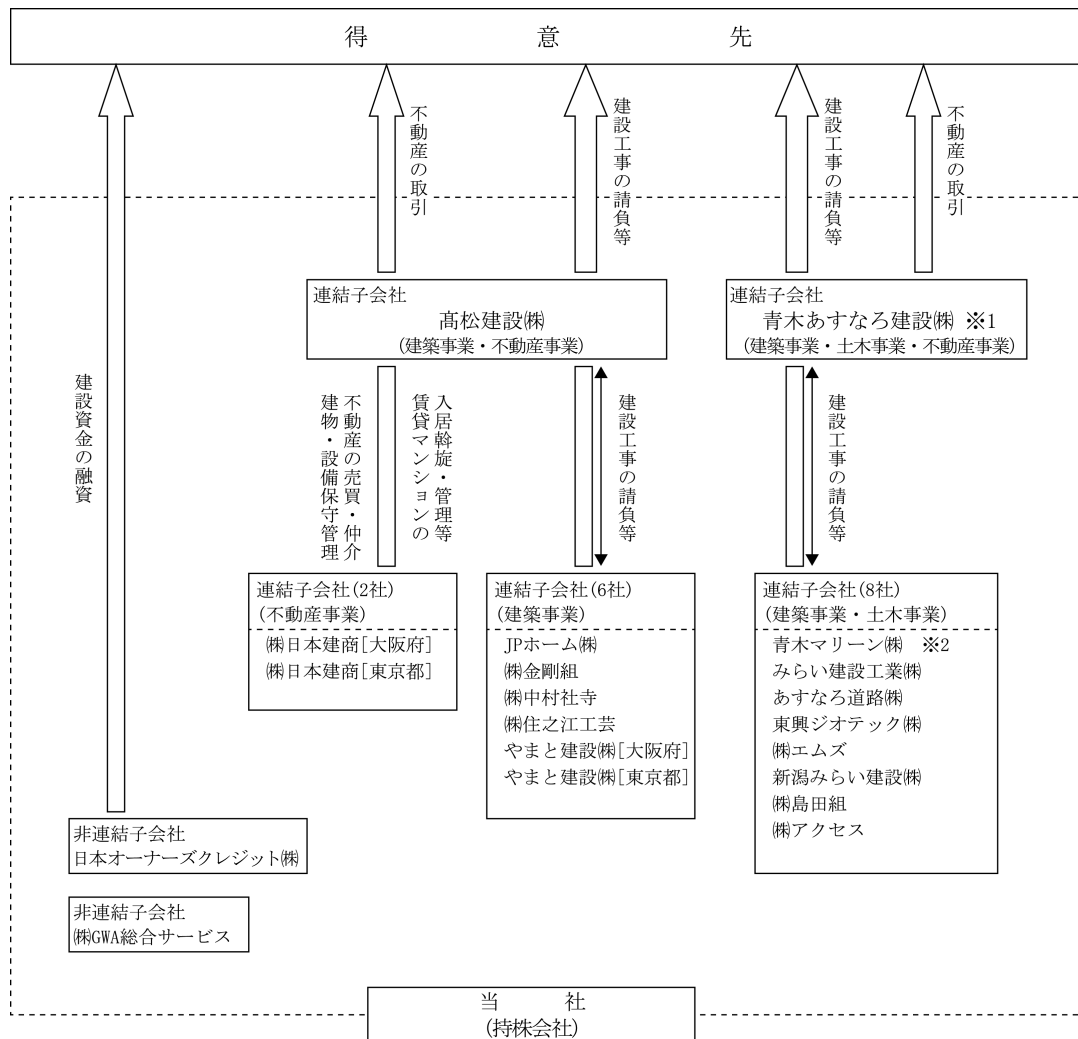 得意先
不動産の取引
建設工事の請負等
建設工事の請負等
不動産の取引
連結子会社
髙松建設㈱
(建築事業・不動産事業)
連結子会社
青木あすなろ建設㈱ ※1
(建築事業・土木事業・不動産事業)
建設資金の融資
入居斡旋・管理等
賃貸マンションの
不動産の売買・仲介
建物・設備保守管理
建設工事の請負等
建設工事の請負等
連結子会社(2社)
(不動産事業)
㈱日本建商[大阪府]
㈱日本建商[東京都]
連結子会社(6社)
(建築事業)
JPホーム㈱
㈱金剛組
㈱中村社寺
㈱住之江工芸
やまと建設㈱[大阪府]
やまと建設㈱[東京都]
連結子会社(8社)
(建築事業・土木事業)
青木マリーン㈱ ※2
みらい建設工業㈱
あすなろ道路㈱
東興ジオテック㈱
㈱エムズ
新潟みらい建設㈱
㈱島田組
㈱アクセス
非連結子会社
日本オーナーズクレジット㈱
非連結子会社
㈱GWA総合サービス
当社
(持株会社)